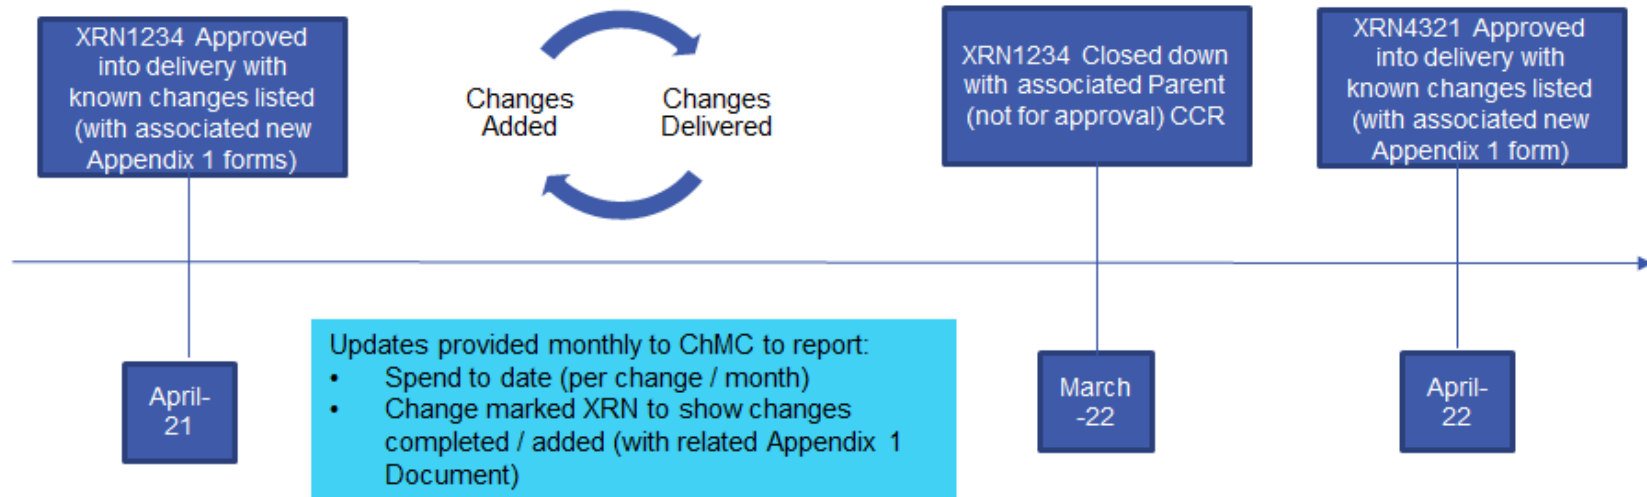 XRN1234 Approved
into delivery with
known changes listed
(with associated new
Appendix 1 forms)
Changes
Added
Changes
Delivered
XRN1234 Closed down
with associated Parent
(not for approval) CCR
XRN4321 Approved
into delivery with
known changes listed
(with associated new
Appendix 1 form)
April-
21
Updates provided monthly to ChMC to report:
• Spend to date (per change / month)
• Change marked XRN to show changes
completed / added (with related Appendix 1
Document)
March
-22
April-
22